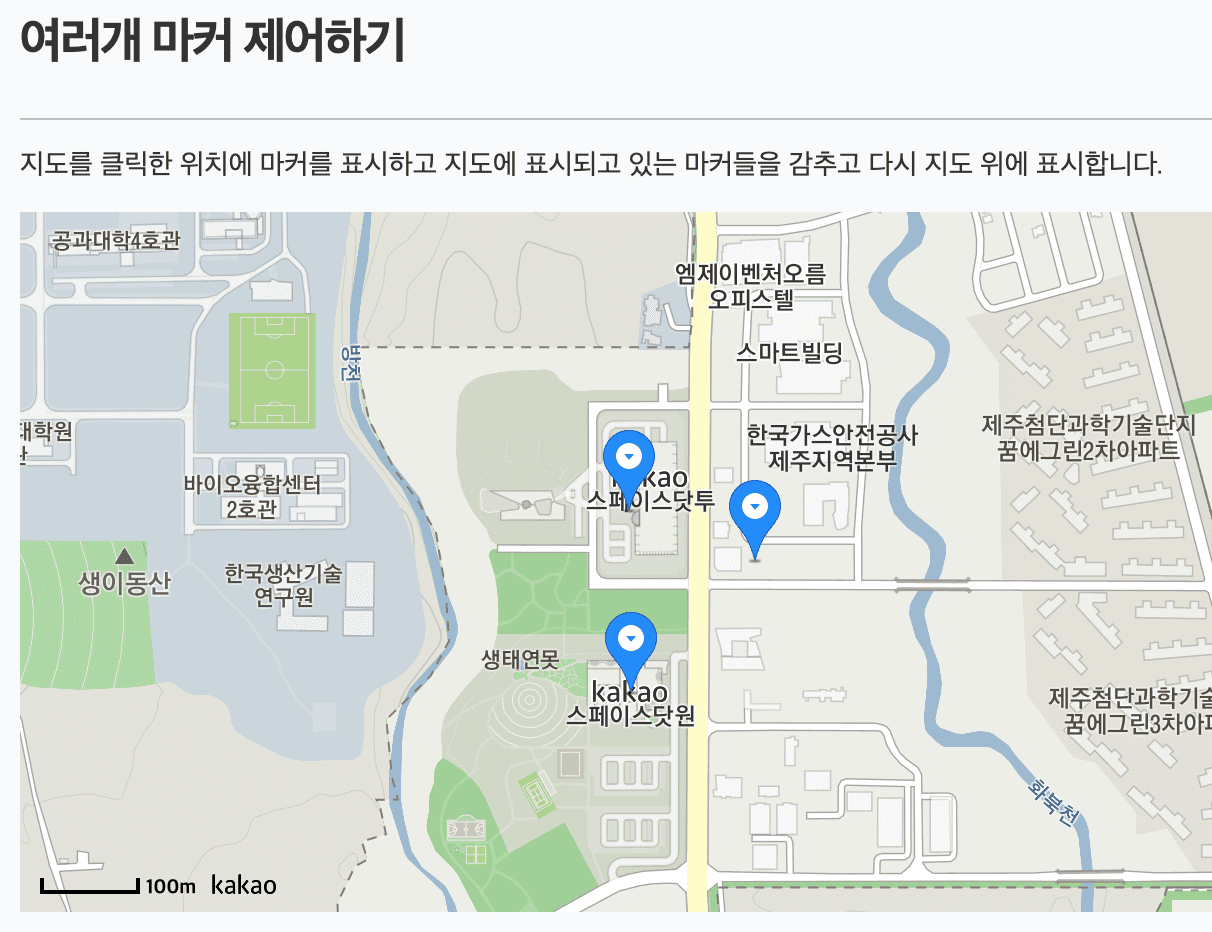 여러개 마커 제어하기
지도를 클릭한 위치에 마커를 표시하고 지도에 표시되고 있는 마커들을 감추고 다시 지도 위에 표시합니다.
공과대학4호관
엠제이벤처오름
오피스텔
스마트빌딩
방천
대학원
제주첨단과학기술단지
꿈에그린2차아파트
한국가스안전공사
제주지역본부
kakao
스페이스닷투
바이오융합센터
2호관
생이동산
한국생산기술
연구원
생태연못
kakao
스페이스닷원
제주첨단과학기술
꿈에그린3차아파
화북천
100m kakao